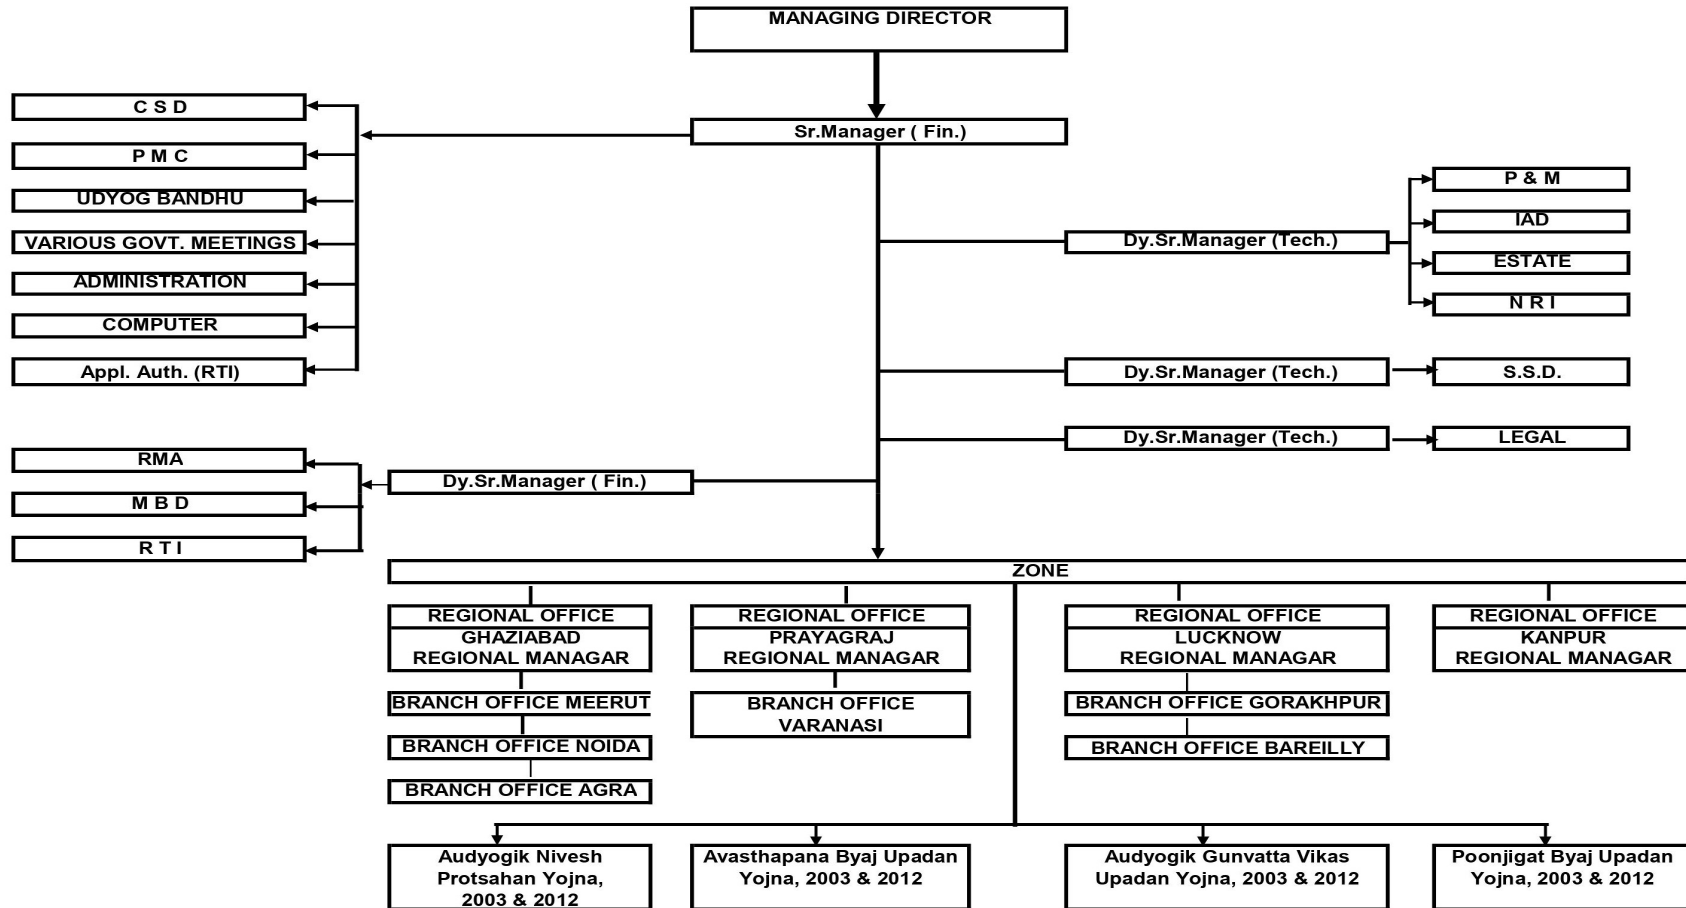 MANAGING DIRECTOR
Sr.Manager ( Fin.)
C S D
P M C
UDYOG BANDHU
VARIOUS GOVT. MEETINGS
ADMINISTRATION
COMPUTER
Appl. Auth. (RTI)
Dy.Sr.Manager (Tech.)
P & M
IAD
ESTATE
N R I
Dy.Sr.Manager (Tech.)
S.S.D.
Dy.Sr.Manager (Tech.)
LEGAL
Dy.Sr.Manager ( Fin.)
RMA
M B D
R T I
ZONE
REGIONAL OFFICE
GHAZIABAD
REGIONAL MANAGAR
BRANCH OFFICE MEERUT
BRANCH OFFICE NOIDA
BRANCH OFFICE AGRA
REGIONAL OFFICE
PRAYAGRAJ
REGIONAL MANAGAR
BRANCH OFFICE
VARANASI
REGIONAL OFFICE
LUCKNOW
REGIONAL MANAGAR
BRANCH OFFICE GORAKHPUR
BRANCH OFFICE BAREILLY
REGIONAL OFFICE
KANPUR
REGIONAL MANAGAR
Audyogik Nivesh
Protsahan Yojna,
2003 & 2012
Avasthapana Byaj Upadan
Yojna, 2003 & 2012
Audyogik Gunvatta Vikas
Upadan Yojna, 2003 & 2012
Poonjigat Byaj Upadan
Yojna, 2003 & 2012